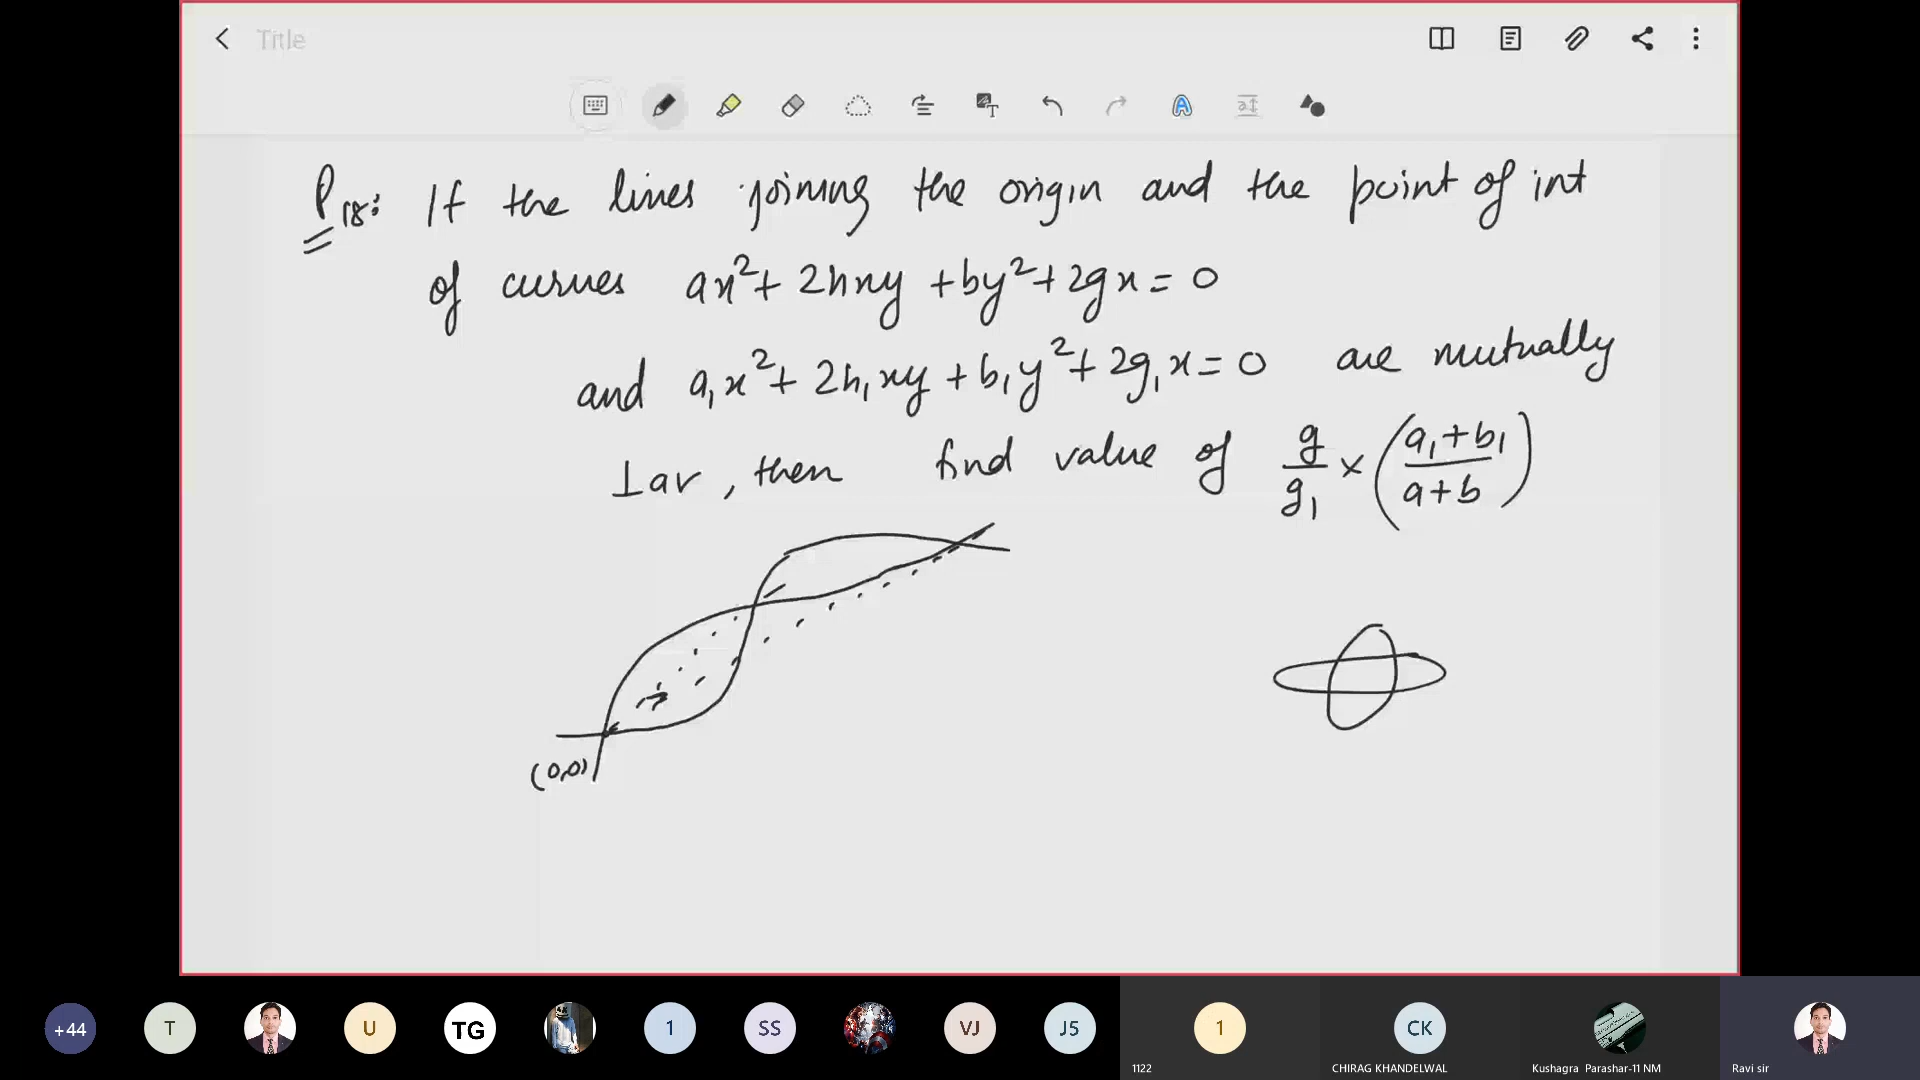 Title
P18: If the lines joining the origin and the point of int
of curves ax²+ 2hxy +by²+2gx = 0
and a₁x²+ 2h₁xy + b₁y²+ 2g₁x = 0 are mutually
⊥ar, then find value of g/g₁ × (a₁+b₁/a+b)
(0,0)
+44 T U TG 1 SS VJ J5 1 CK
1122 CHIRAG KHANDELWAL Kushagra Parashar-11 NM Ravi sir